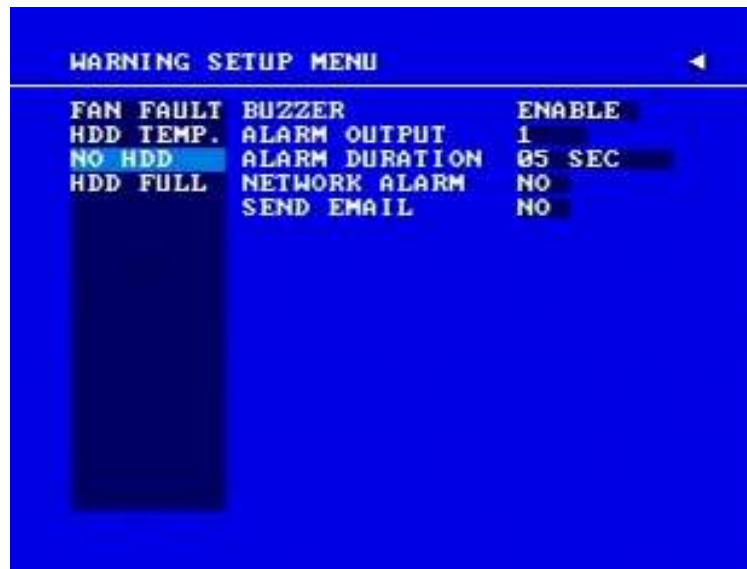 WARNING SETUP MENU
FAN FAULT BUZZER ENABLE
HDD TEMP. ALARM OUTPUT 1
NO HDD ALARM DURATION 05 SEC
HDD FULL NETWORK ALARM NO
SEND EMAIL NO